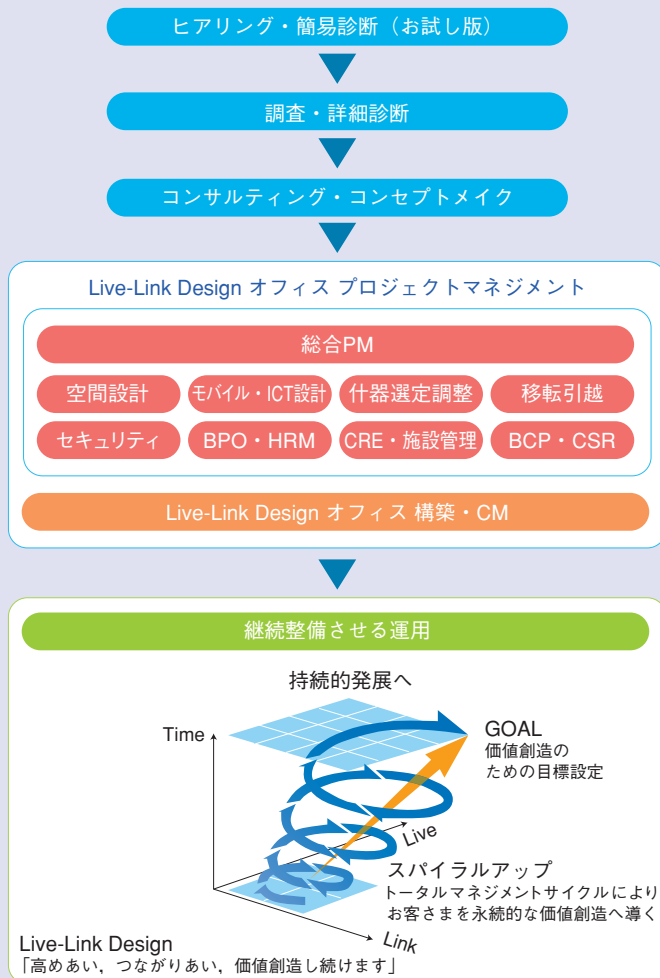 ヒアリング・簡易診断（お試し版）
調査・詳細診断
コンサルティング・コンセプトメイク
Live-Link Design オフィス プロジェクトマネジメント
総合PM
空間設計
モバイル・ICT設計
什器選定調整
移転引越
セキュリティ
BPO・HRM
CRE・施設管理
BCP・CSR
Live-Link Design オフィス 構築・CM
継続整備させる運用
持続的発展へ
Time
GOAL
価値創造の
ための目標設定
Live
スパイラルアップ
トータルマネジメントサイクルにより
お客さまを永続的な価値創造へ導く
Link
Live-Link Design
「高めあい，つながりあい，価値創造し続けます」